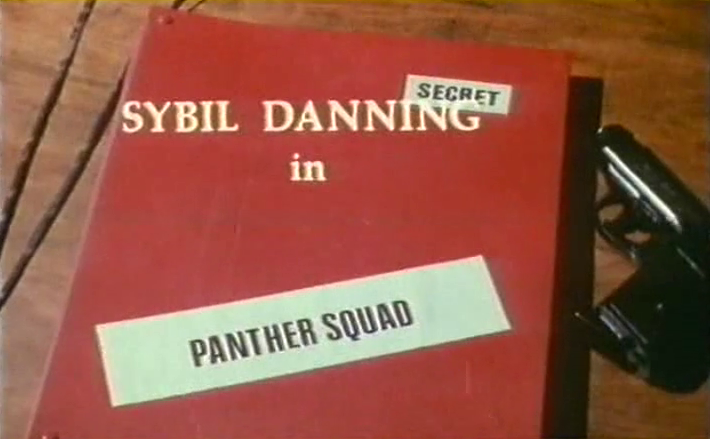 SECRET
SYBIL DANNING
in
PANTHER SQUAD